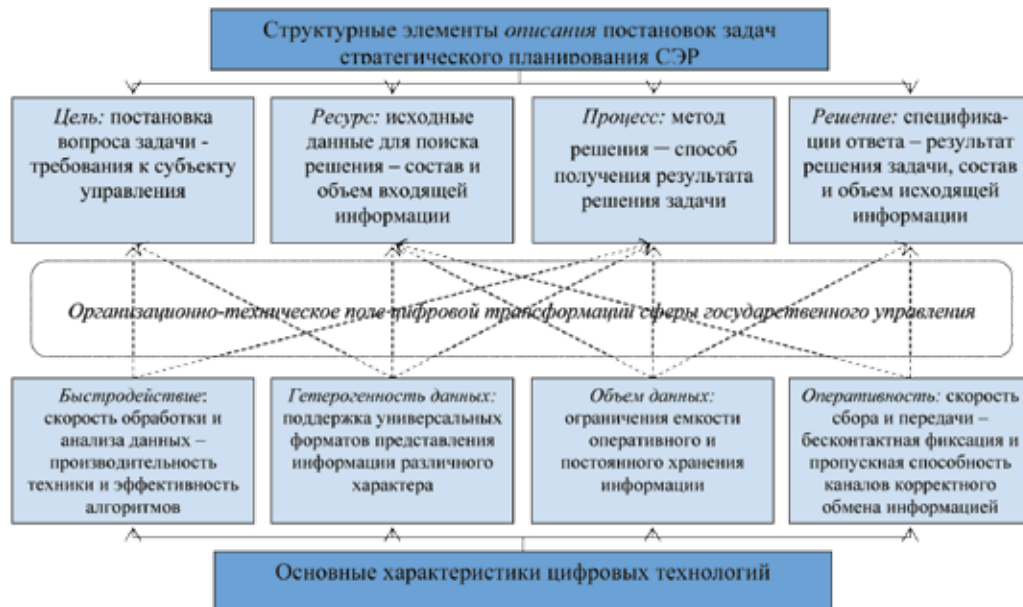 Структурные элементы описания постановок задач
стратегического планирования СЭР
Цель: постановка
вопроса задачи -
требования к субъекту
управления
Ресурс: исходные
данные для поиска
решения – состав и
объем входящей
информации
Процесс: метод
решения – способ
получения результата
решения задачи
Решение: специфика-
ции ответа – результат
решения задачи, состав
и объем исходящей
информации
Организационно-техническое поле цифровой трансформации сферы государственного управления
Быстродействие:
скорость обработки и
анализа данных –
производительность
техники и эффективность
алгоритмов
Гетерогенность данных:
поддержка универсальных
форматов представления
информации различного
характера
Объем данных:
ограничения емкости
оперативного и
постоянного хранения
информации
Оперативность: скорость
сбора и передачи –
бесконтактная фиксация и
пропускная способность
каналов корректного
обмена информацией
Основные характеристики цифровых технологий